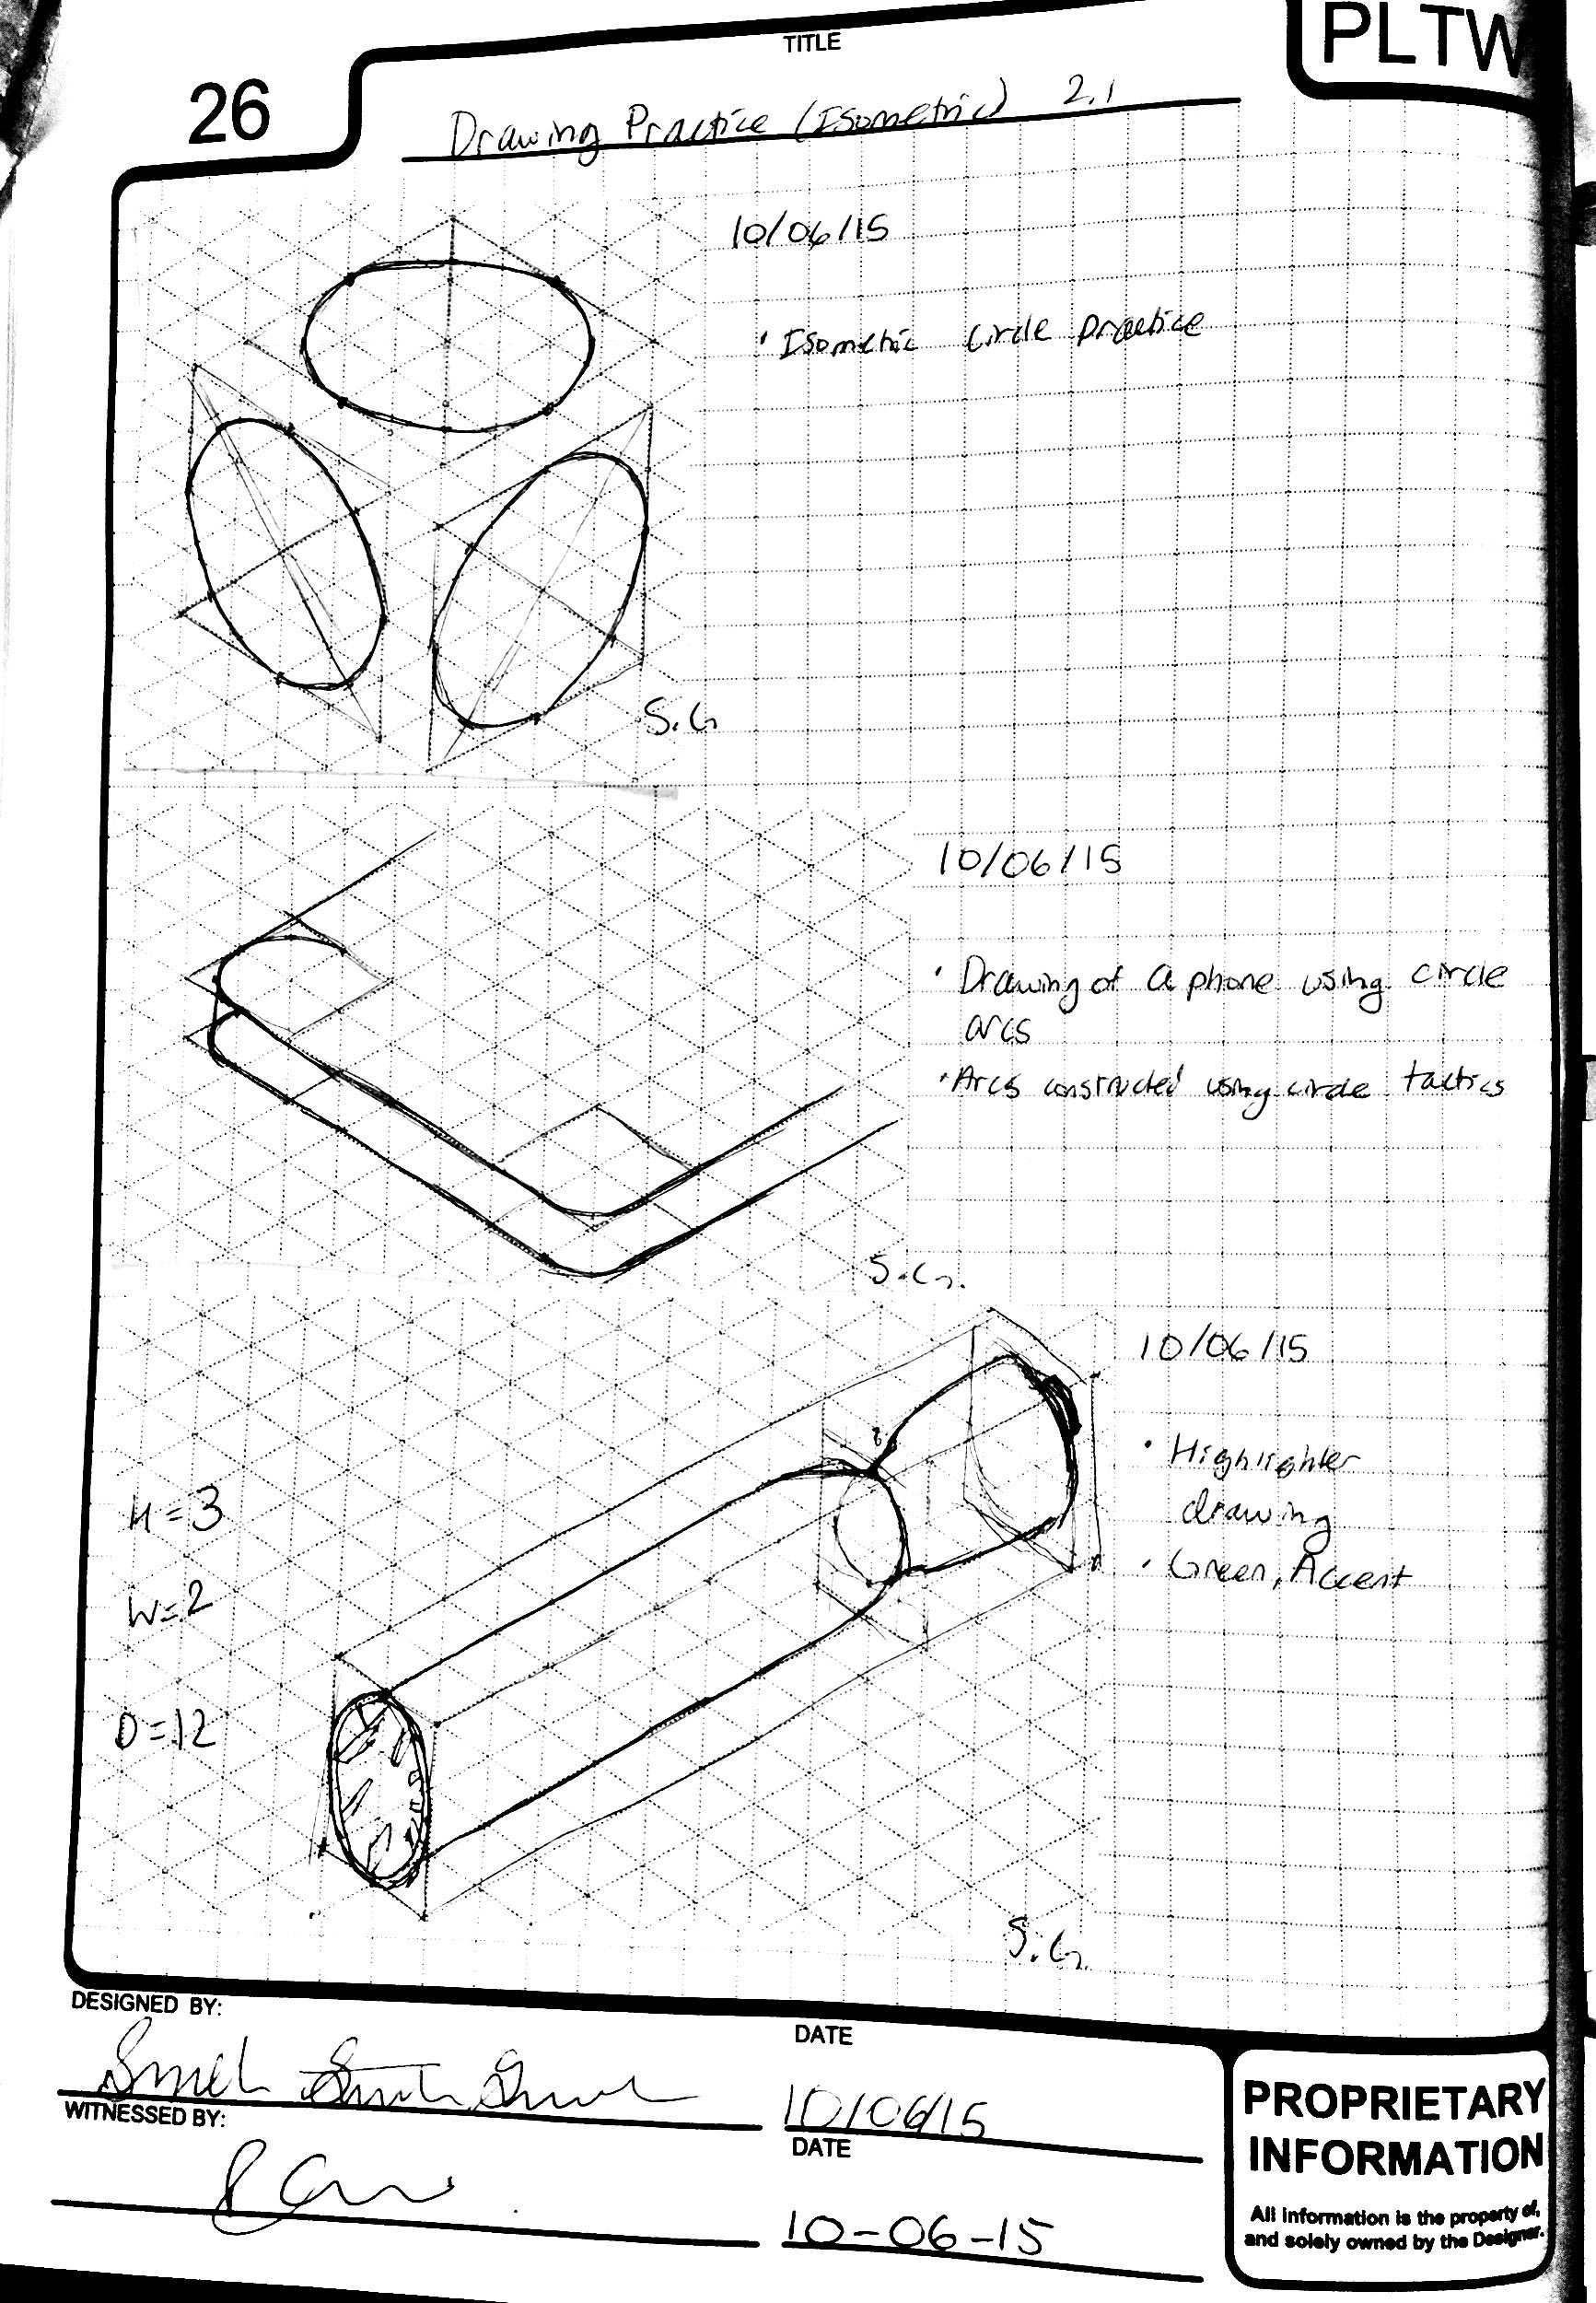 TITLE
PLTW
26
Drawing Practice (Isometric) 2.1
10/06/15
· Isometric Circle practice
S.G
10/06/15
· Drawing of a phone using circle
arcs
· Arcs constructed using circle tactics
S.G.
10/06/15
· Highlighter
drawing
· Green, Accent
H=3
W=2
D=12
S.G.
DESIGNED BY:
DATE
10/06/15
WITNESSED BY:
DATE
10-06-15
PROPRIETARY
INFORMATION
All information is the property of,
and solely owned by the Designer.